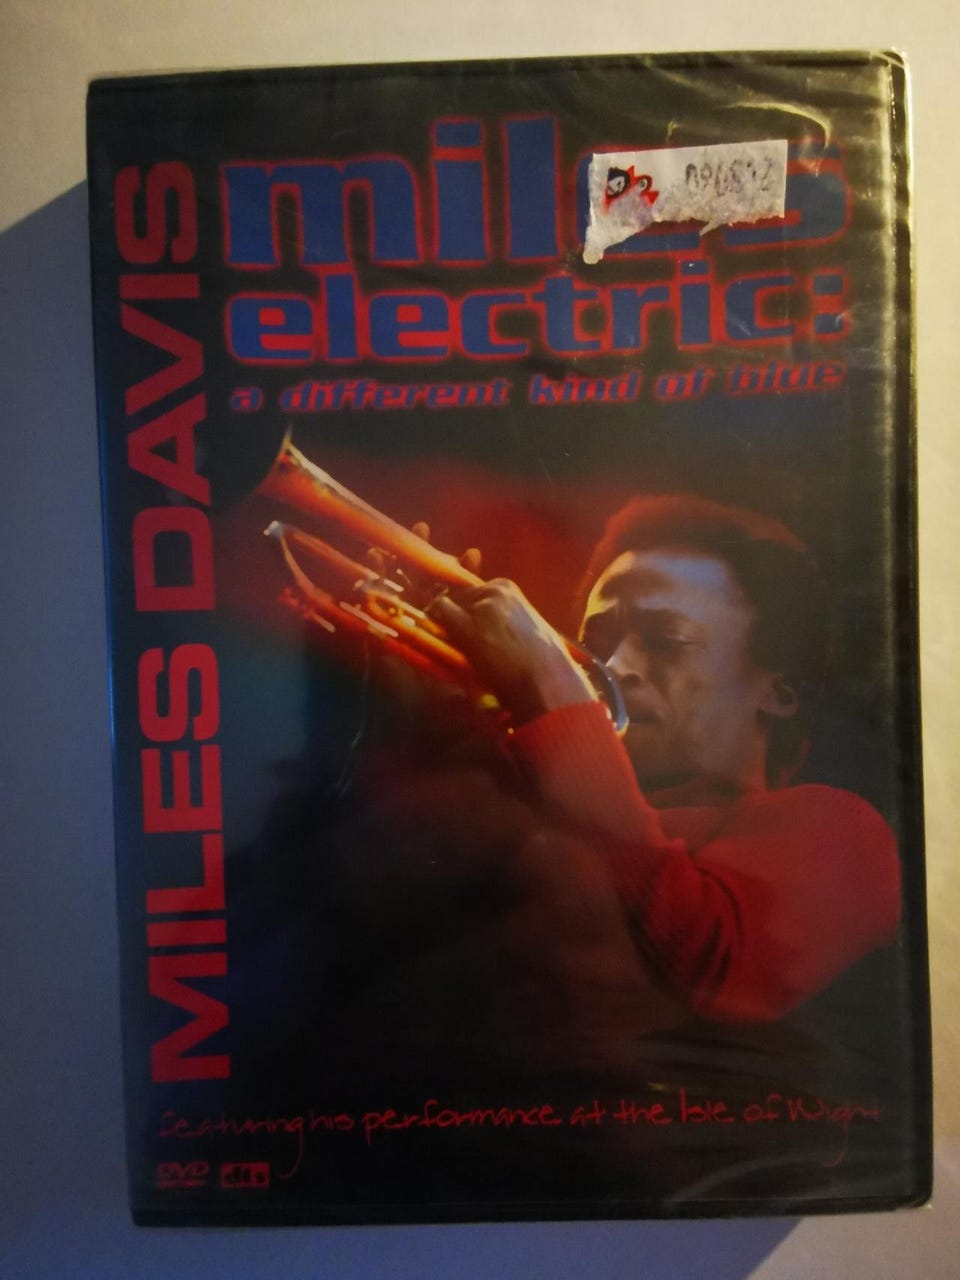 MILES DAVIS
miles
electric:
a different kind of blue
featuring his performance at the Isle of Wight
DVD dts